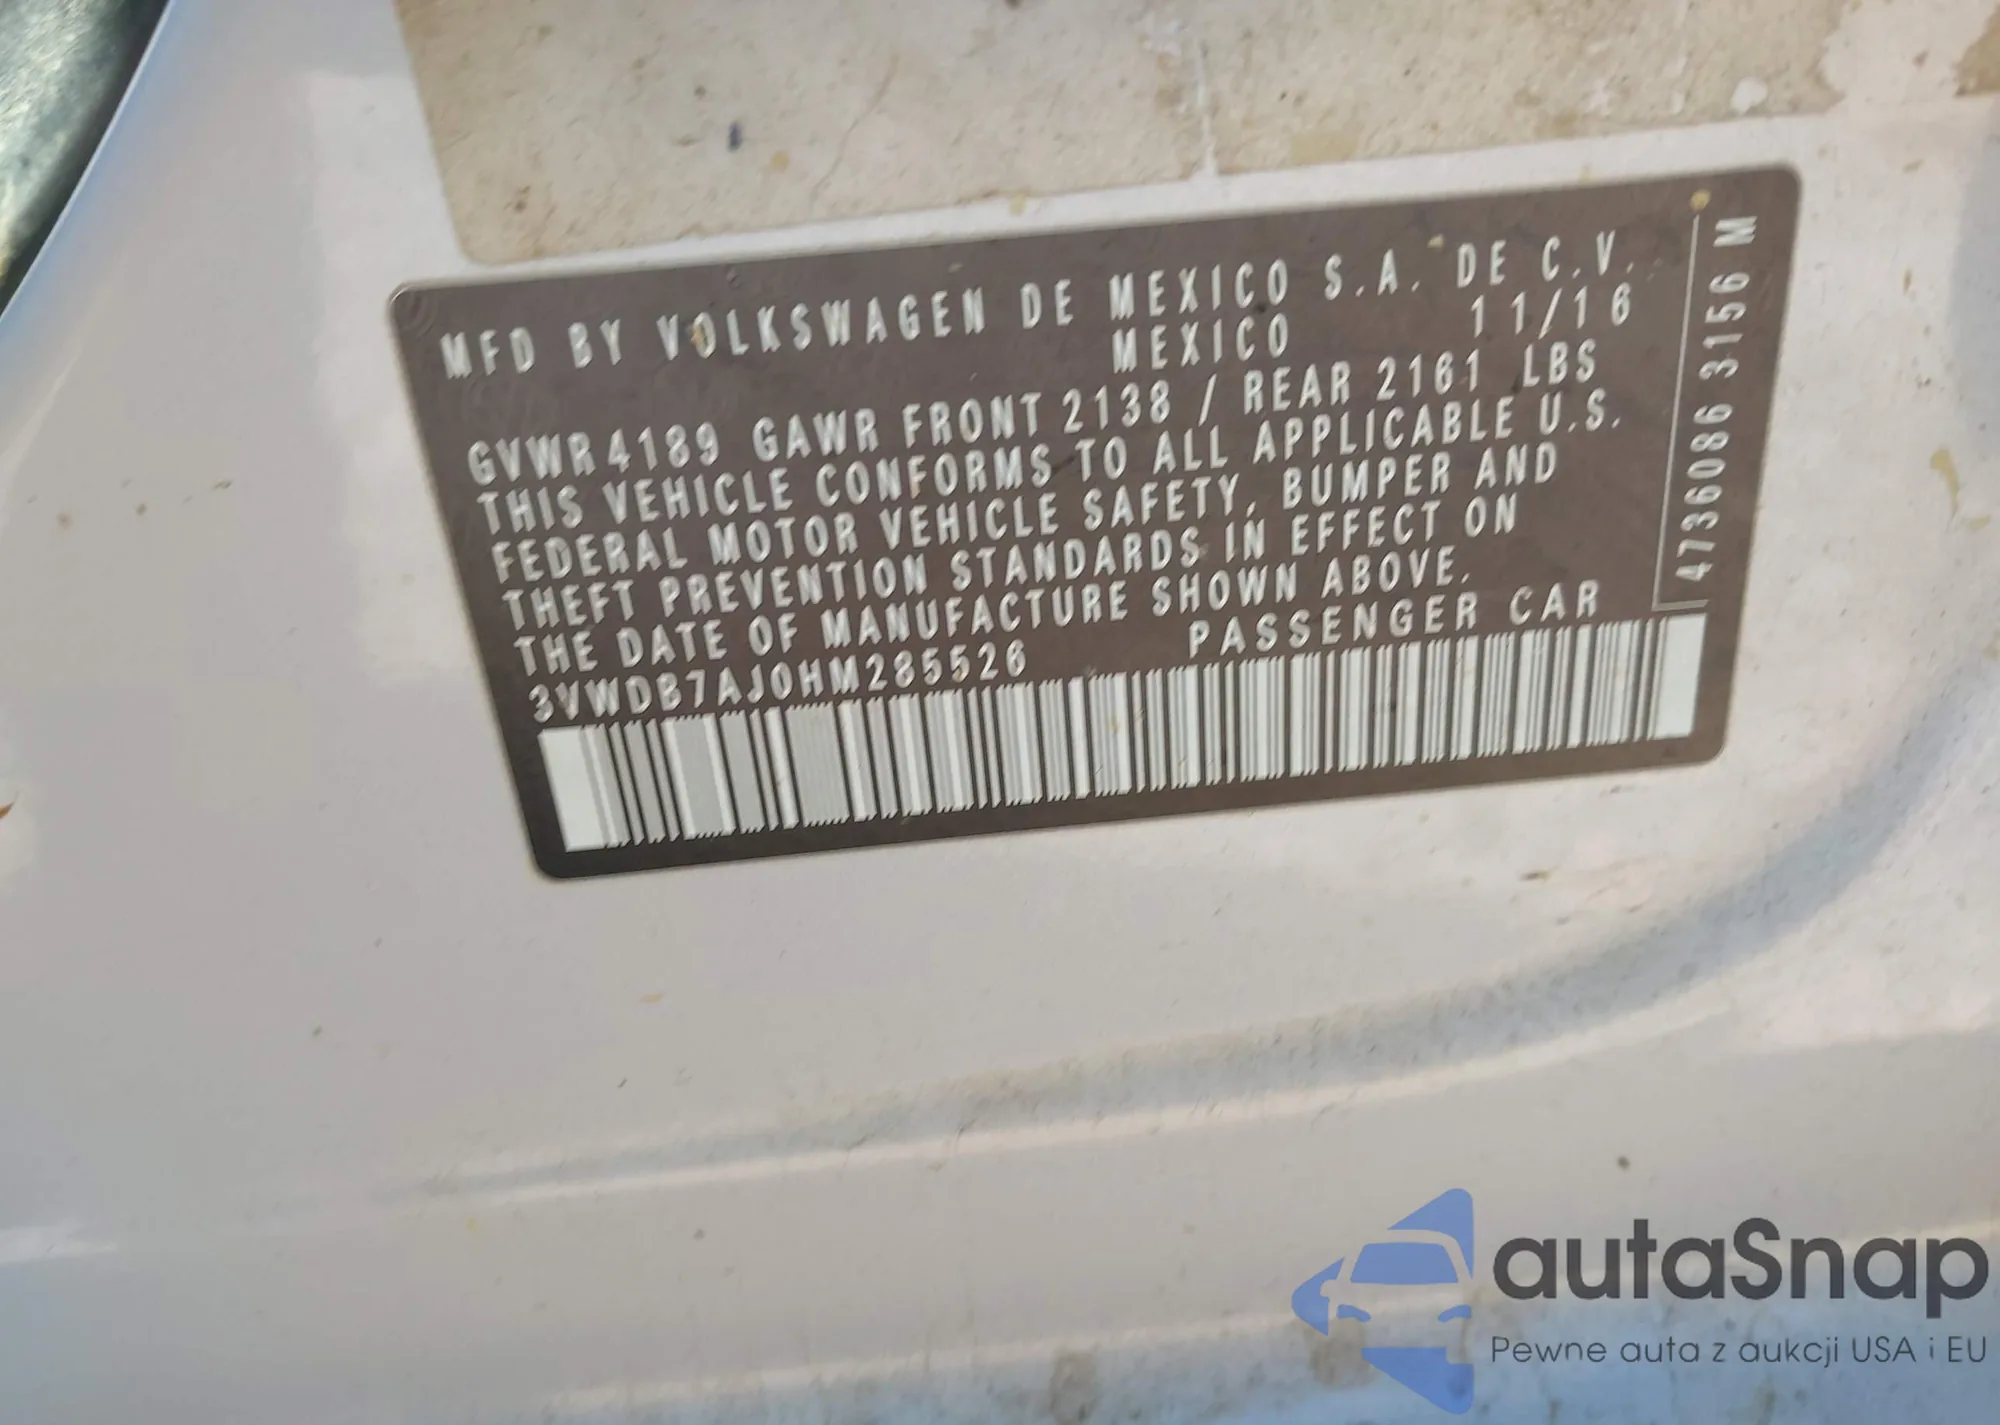 MFD BY VOLKSWAGEN DE MEXICO S.A. DE C.V.
MEXICO 11/16
GVWR 4189 GAWR FRONT 2138 / REAR 2161 LBS
THIS VEHICLE CONFORMS TO ALL APPLICABLE U.S.
FEDERAL MOTOR VEHICLE SAFETY, BUMPER AND
THEFT PREVENTION STANDARDS IN EFFECT ON
THE DATE OF MANUFACTURE SHOWN ABOVE.
3VWDB7AJ0HM285526 PASSENGER CAR
4736086 3156 M
autaSnap
Pewne auta z aukcji USA i EU